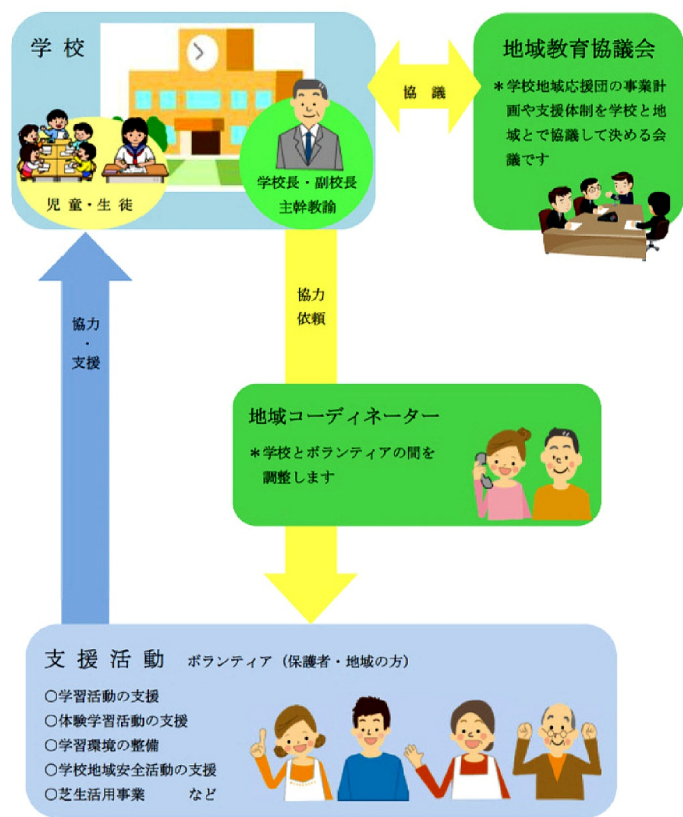 学校
児童・生徒
学校長・副校長
主幹教諭
協議
地域教育協議会
＊学校地域応援団の事業計
画や支援体制を学校と地
域とで協議して決める会
議です
協力
・
支援
協力
依頼
地域コーディネーター
＊学校とボランティアの間を
調整します
支援活動 ボランティア（保護者・地域の方）
○学習活動の支援
○体験学習活動の支援
○学習環境の整備
○学校地域安全活動の支援
○芝生活用事業 など